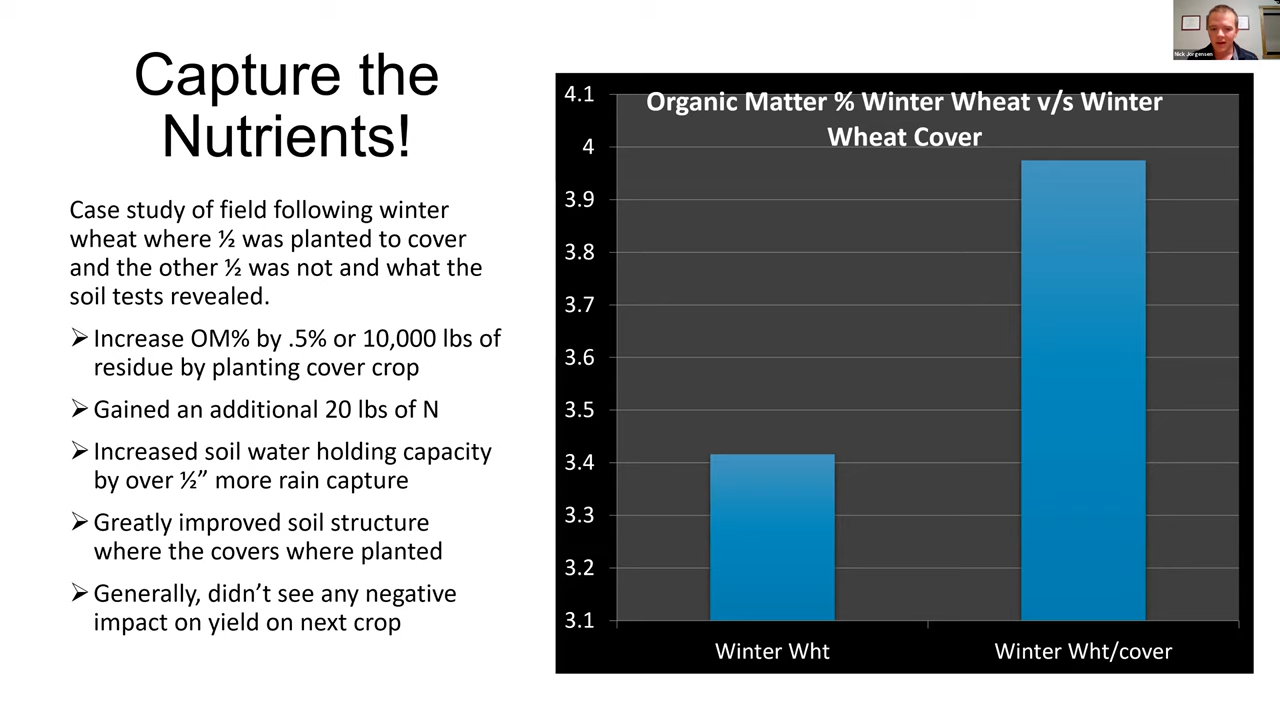 Capture the
Nutrients!
Case study of field following winter
wheat where ½ was planted to cover
and the other ½ was not and what the
soil tests revealed.
➢Increase OM% by .5% or 10,000 lbs of
residue by planting cover crop
➢Gained an additional 20 lbs of N
➢Increased soil water holding capacity
by over ½” more rain capture
➢Greatly improved soil structure
where the covers where planted
➢Generally, didn’t see any negative
impact on yield on next crop
Organic Matter % Winter Wheat v/s Winter
Wheat Cover
4.1
4
3.9
3.8
3.7
3.6
3.5
3.4
3.3
3.2
3.1
Winter Wht
Winter Wht/cover
Nick Jorgensen